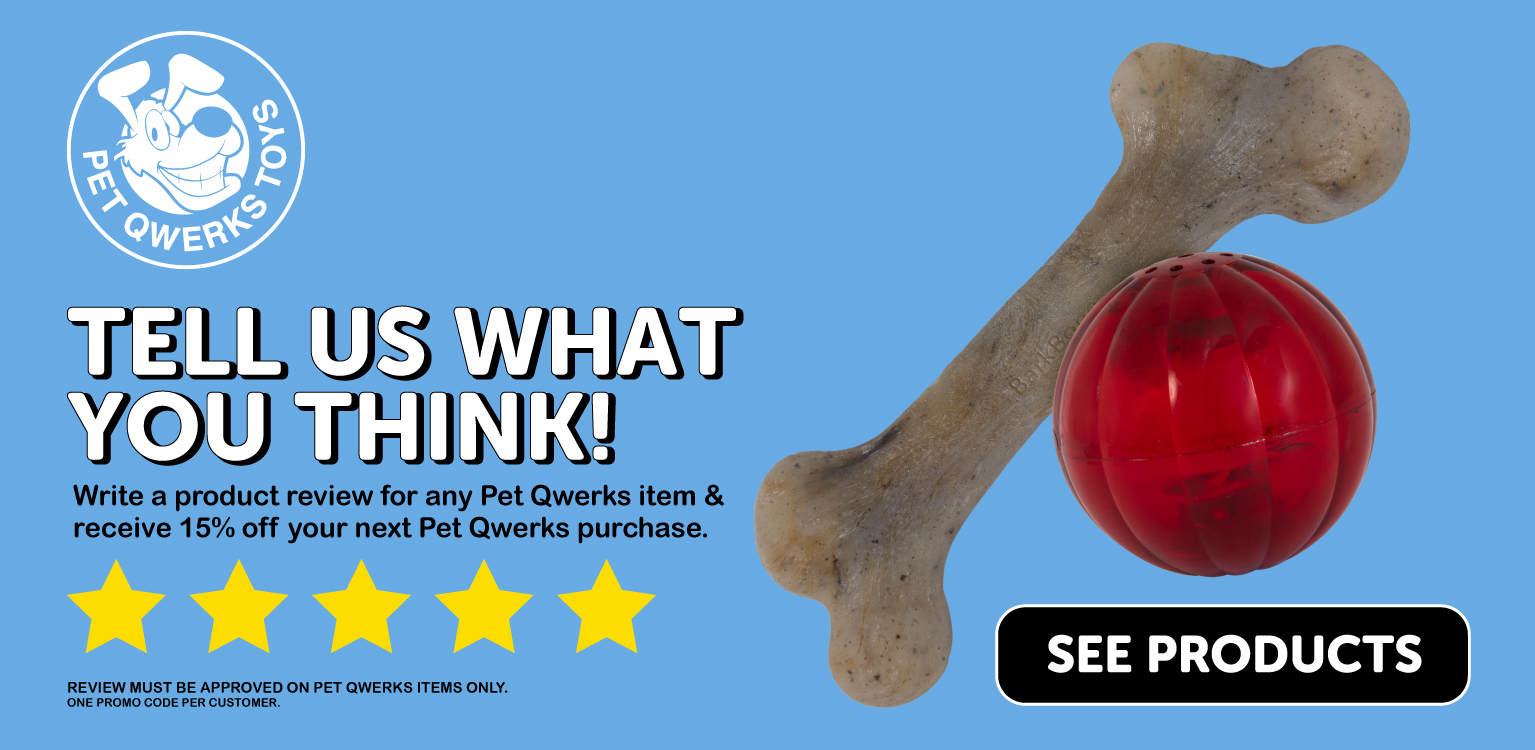 PET QWERKS TOYS
TELL US WHAT
YOU THINK!
Write a product review for any Pet Qwerks item &
receive 15% off your next Pet Qwerks purchase.
REVIEW MUST BE APPROVED ON PET QWERKS ITEMS ONLY.
ONE PROMO CODE PER CUSTOMER.
SEE PRODUCTS